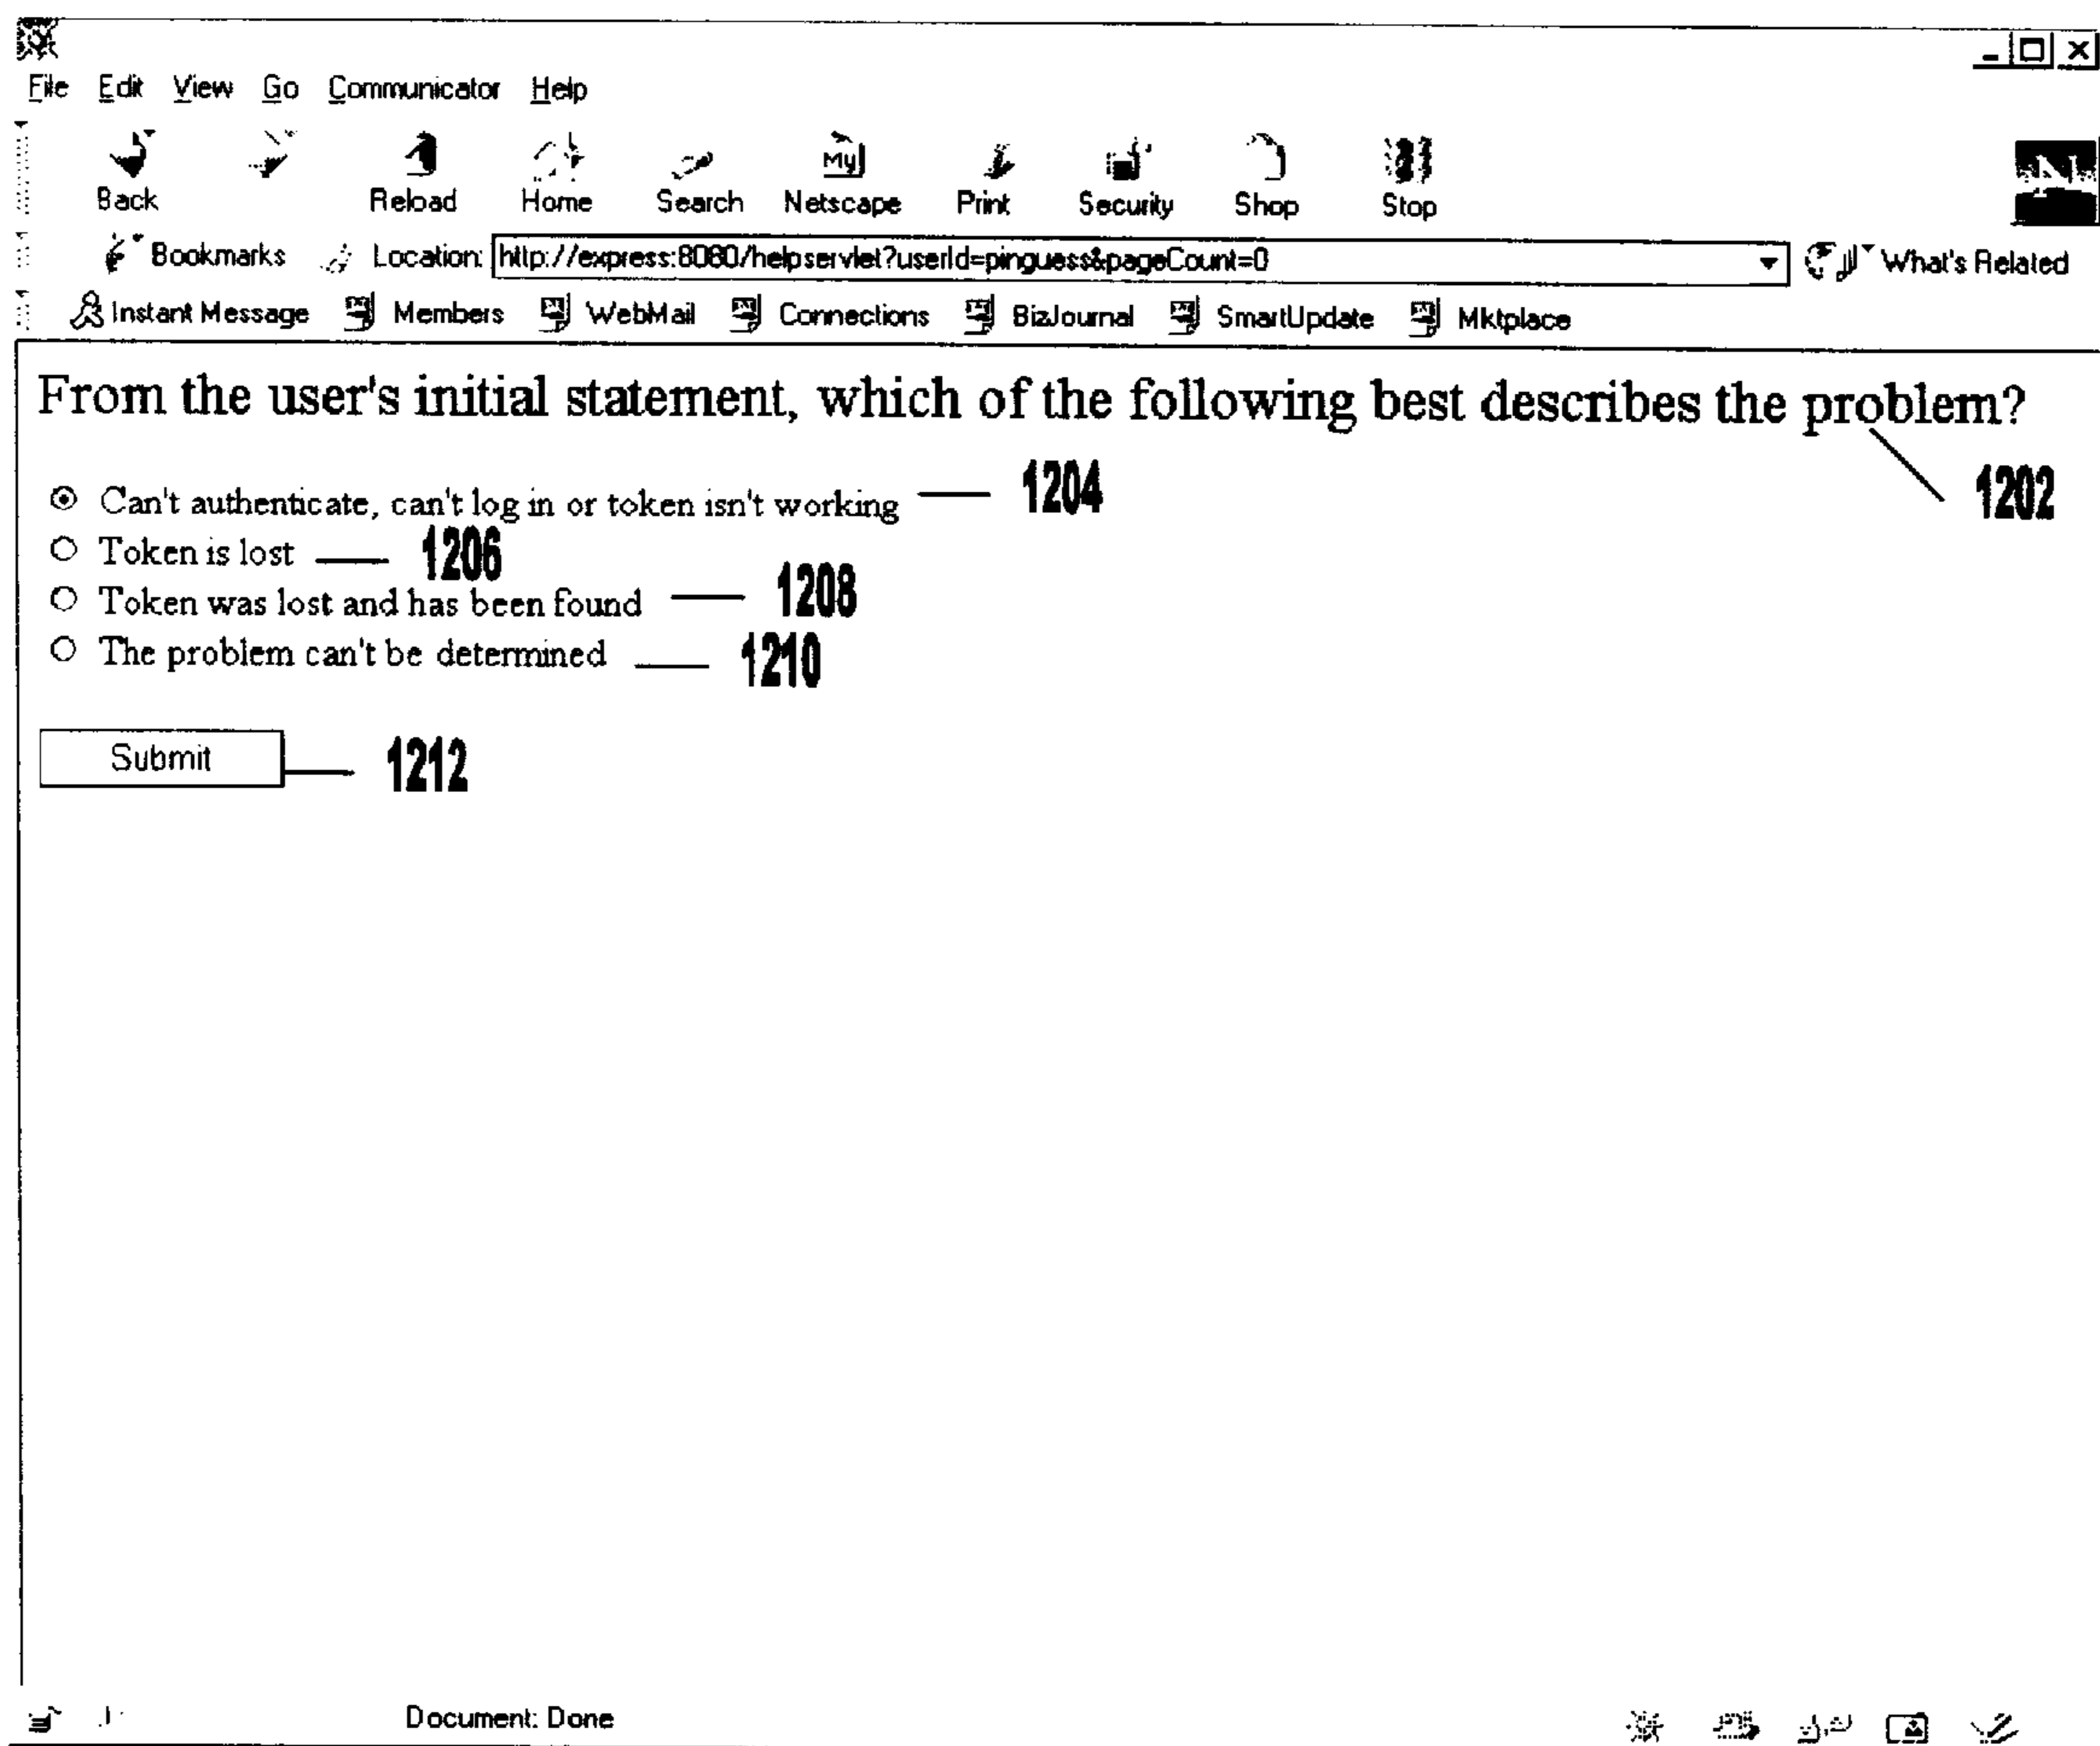 File Edit View Go Communicator Help
Back Reload Home Search Netscape Print Security Shop Stop
My
Bookmarks Location: http://express:8080/helpservlet?userId=pinguess&pageCount=0 What's Related
Instant Message Members WebMail Connections BizJournal SmartUpdate Mktplace
From the user's initial statement, which of the following best describes the problem?
1202
Can't authenticate, can't log in or token isn't working 1204
Token is lost 1206
Token was lost and has been found 1208
The problem can't be determined 1210
Submit 1212
Document: Done